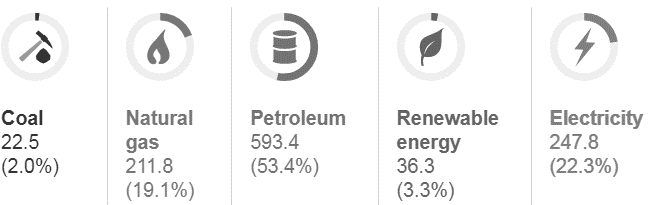 Coal
22.5
(2.0%)
Natural
gas
211.8
(19.1%)
Petroleum
593.4
(53.4%)
Renewable
energy
36.3
(3.3%)
Electricity
247.8
(22.3%)